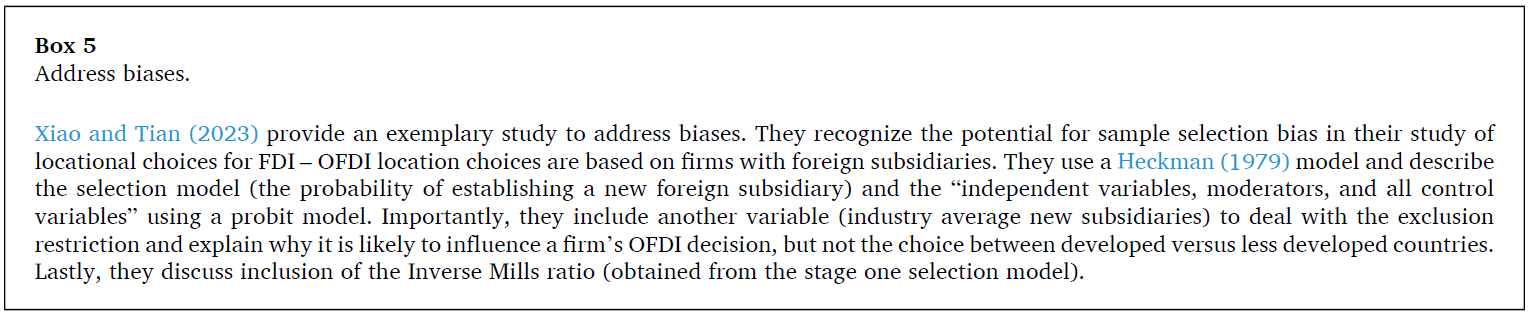 Box 5
Address biases.
Xiao and Tian (2023) provide an exemplary study to address biases. They recognize the potential for sample selection bias in their study of
locational choices for FDI – OFDI location choices are based on firms with foreign subsidiaries. They use a Heckman (1979) model and describe
the selection model (the probability of establishing a new foreign subsidiary) and the “independent variables, moderators, and all control
variables” using a probit model. Importantly, they include another variable (industry average new subsidiaries) to deal with the exclusion
restriction and explain why it is likely to influence a firm’s OFDI decision, but not the choice between developed versus less developed countries.
Lastly, they discuss inclusion of the Inverse Mills ratio (obtained from the stage one selection model).